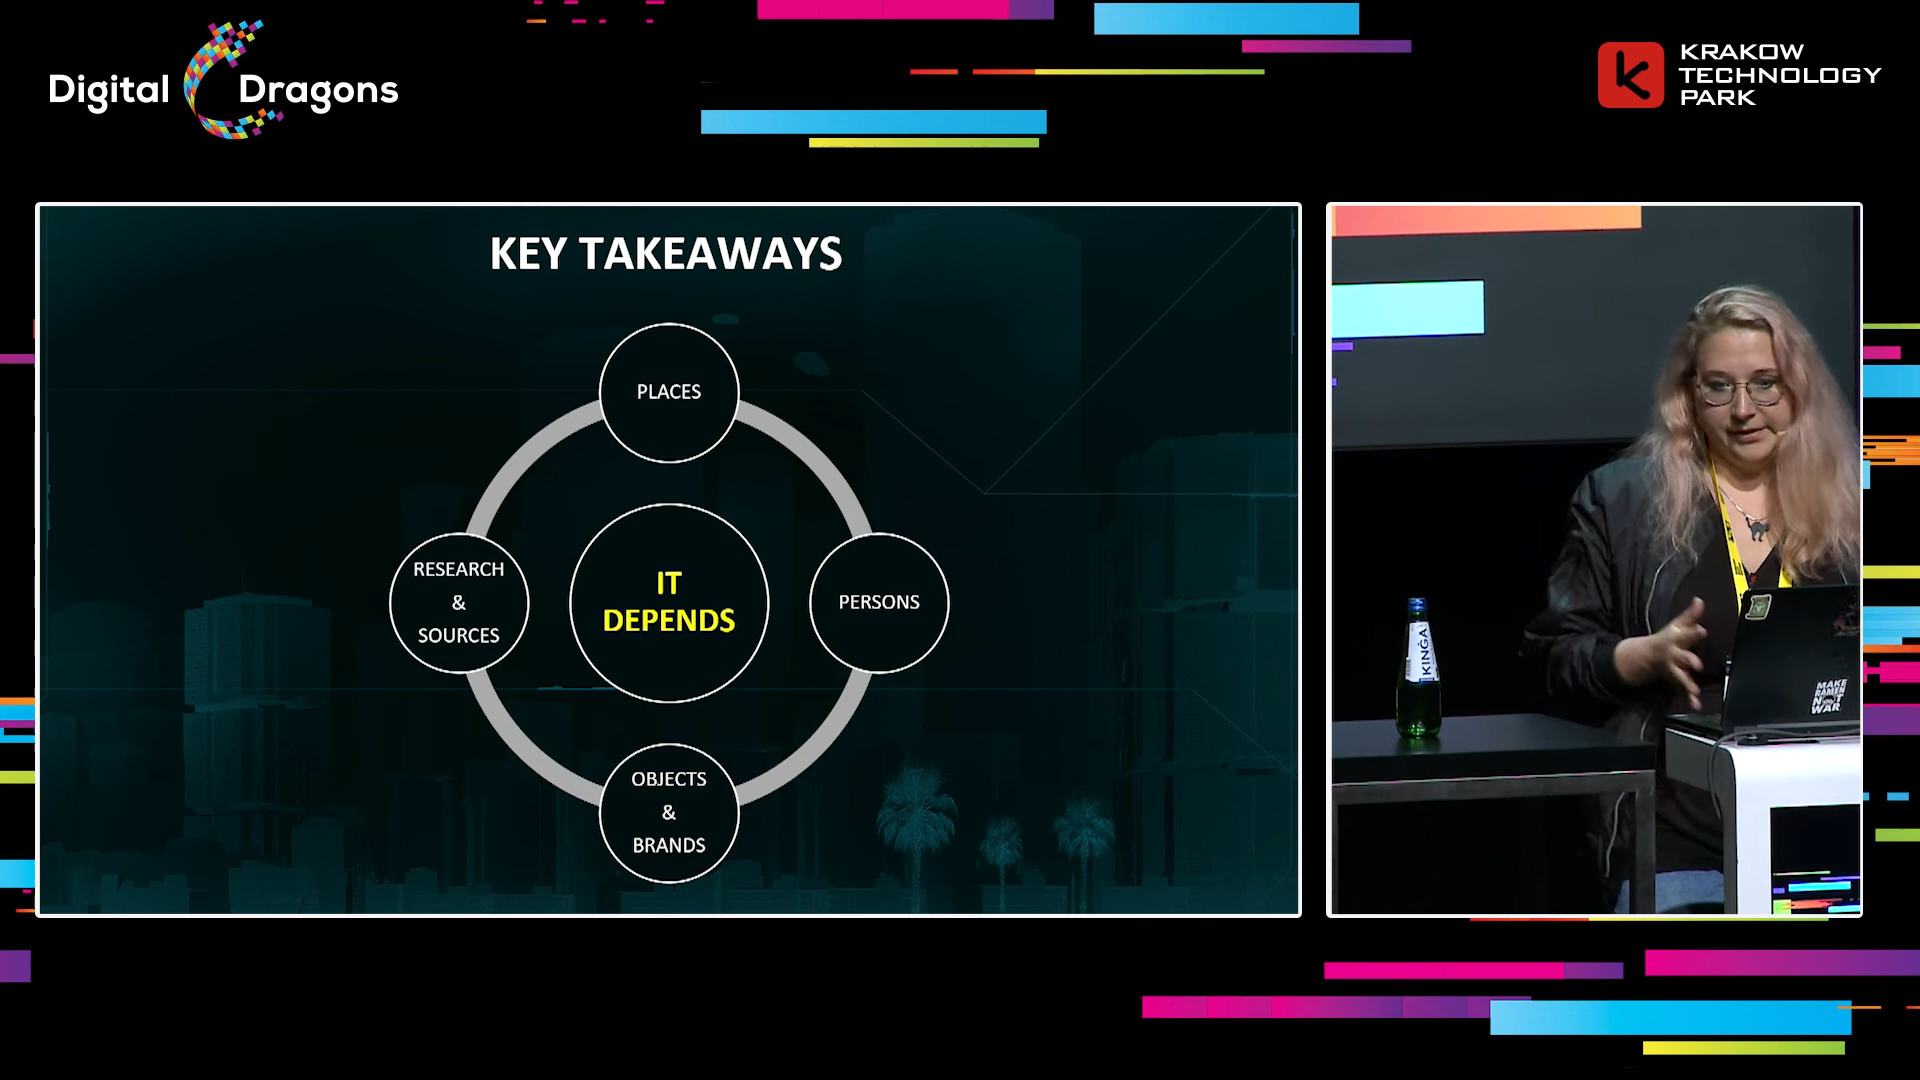 Digital Dragons
KRAKOW
TECHNOLOGY
PARK
KEY TAKEAWAYS
PLACES
RESEARCH
&
SOURCES
IT
DEPENDS
PERSONS
OBJECTS
&
BRANDS
KINGA
MAKE
RAMEN
NOT
WAR